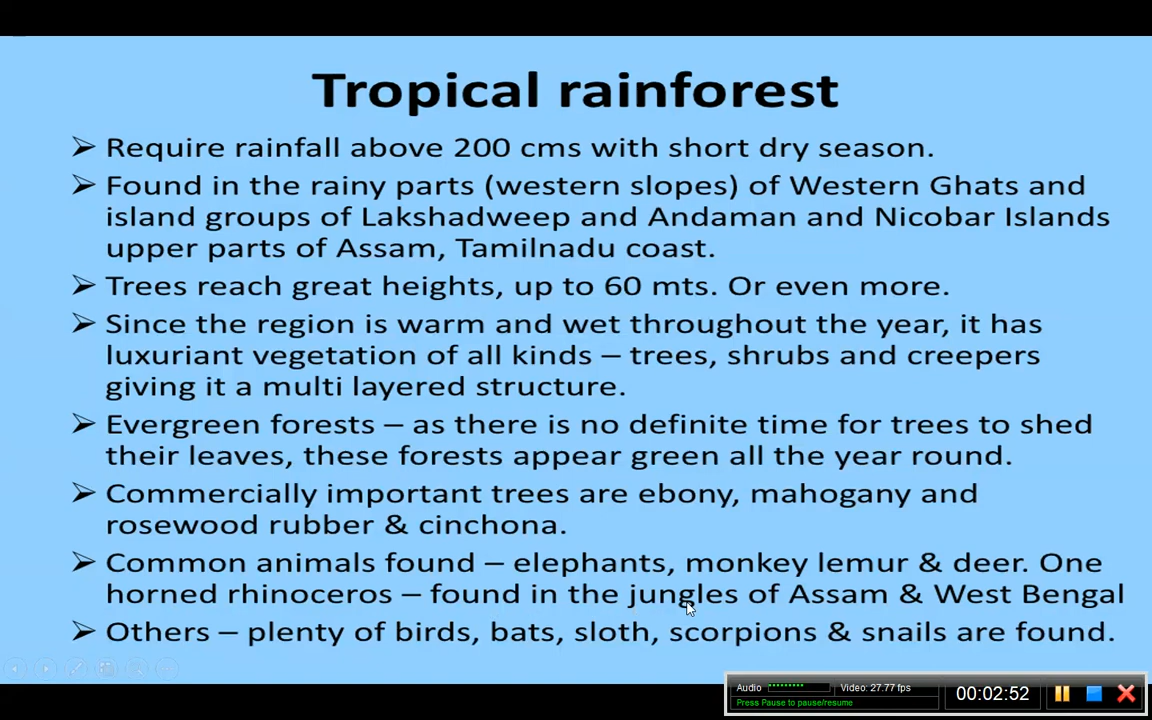 Tropical rainforest
Require rainfall above 200 cms with short dry season.
Found in the rainy parts (western slopes) of Western Ghats and
island groups of Lakshadweep and Andaman and Nicobar Islands
upper parts of Assam, Tamilnadu coast.
Trees reach great heights, up to 60 mts. Or even more.
Since the region is warm and wet throughout the year, it has
luxuriant vegetation of all kinds – trees, shrubs and creepers
giving it a multi layered structure.
Evergreen forests – as there is no definite time for trees to shed
their leaves, these forests appear green all the year round.
Commercially important trees are ebony, mahogany and
rosewood rubber & cinchona.
Common animals found – elephants, monkey lemur & deer. One
horned rhinoceros – found in the jungles of Assam & West Bengal
Others – plenty of birds, bats, sloth, scorpions & snails are found.
Audio Video: 27.77 fps
Press Pause to pause/resume
00:02:52